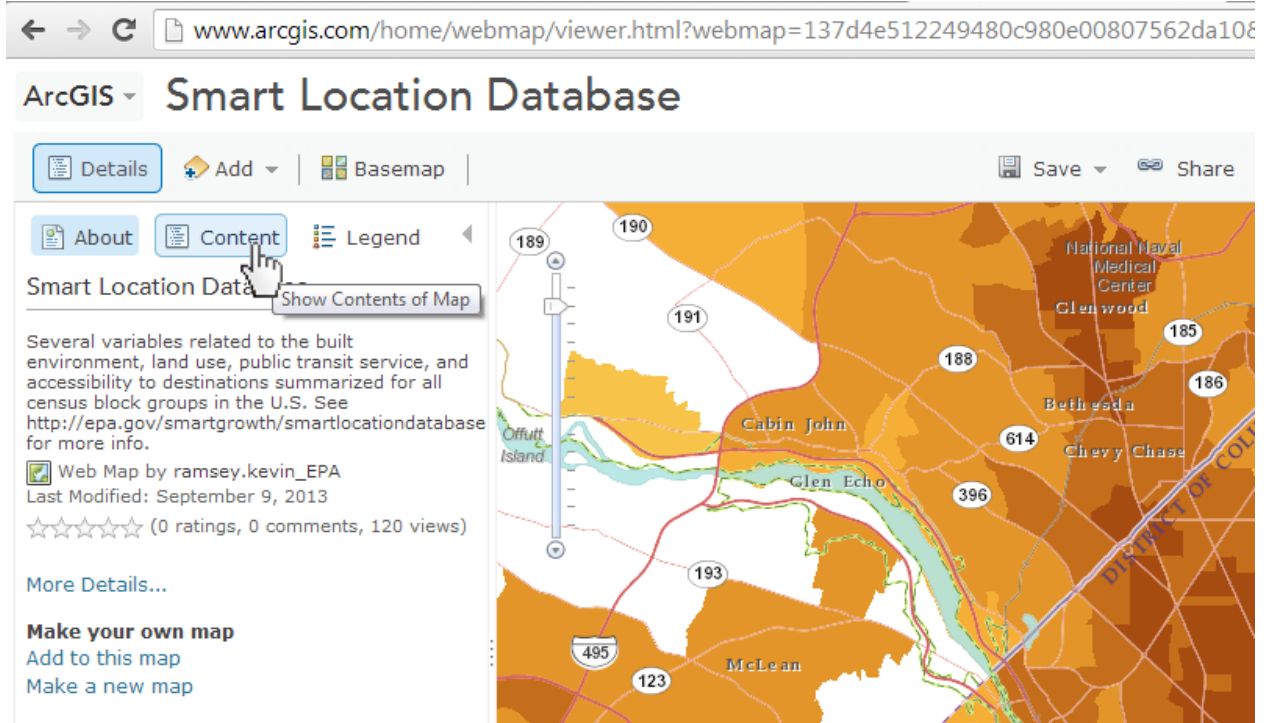 www.arcgis.com/home/webmap/viewer.html?webmap=137d4e512249480c980e00807562da108
ArcGIS Smart Location Database
Details Add Basemap Save Share
About Content Legend
Smart Location
Show Contents of Map
Several variables related to the built
environment, land use, public transit service, and
accessibility to destinations summarized for all
census block groups in the U.S. See
http://epa.gov/smartgrowth/smartlocationdatabase
for more info.
Web Map by ramsey.kevin_EPA
Last Modified: September 9, 2013
(0 ratings, 0 comments, 120 views)
More Details...
Make your own map
Add to this map
Make a new map
189
190
National Naval
Medical
Center
Glenwood
191
185
188
186
Bethesda
Cabin John
614
Chevy Chase
Offutt
Island
Glen Echo
396
DISTRICT OF COL
193
495
McLean
123